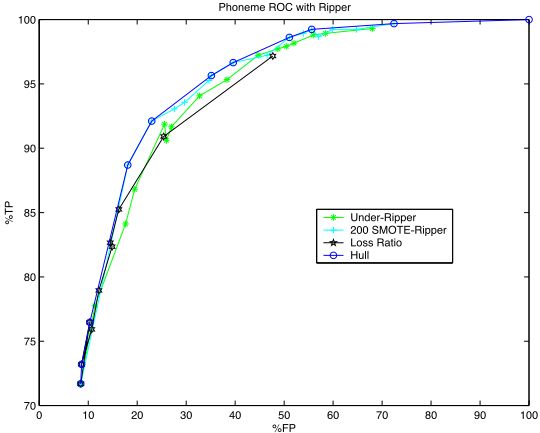 Phoneme ROC with Ripper
100
95
90
85
80
75
70
%TP
Under-Ripper
200 SMOTE-Ripper
Loss Ratio
Hull
0 10 20 30 40 50 60 70 80 90 100
%FP